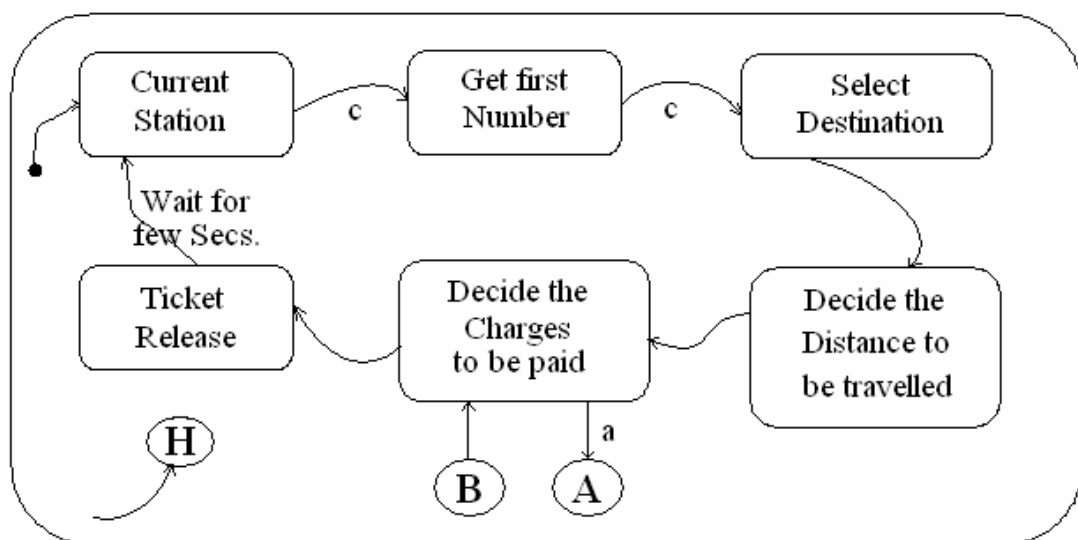 Current
Station
c
Get first
Number
c
Select
Destination
Wait for
few Secs.
Ticket
Release
Decide the
Charges
to be paid
Decide the
Distance to
be travelled
a
H
B
A